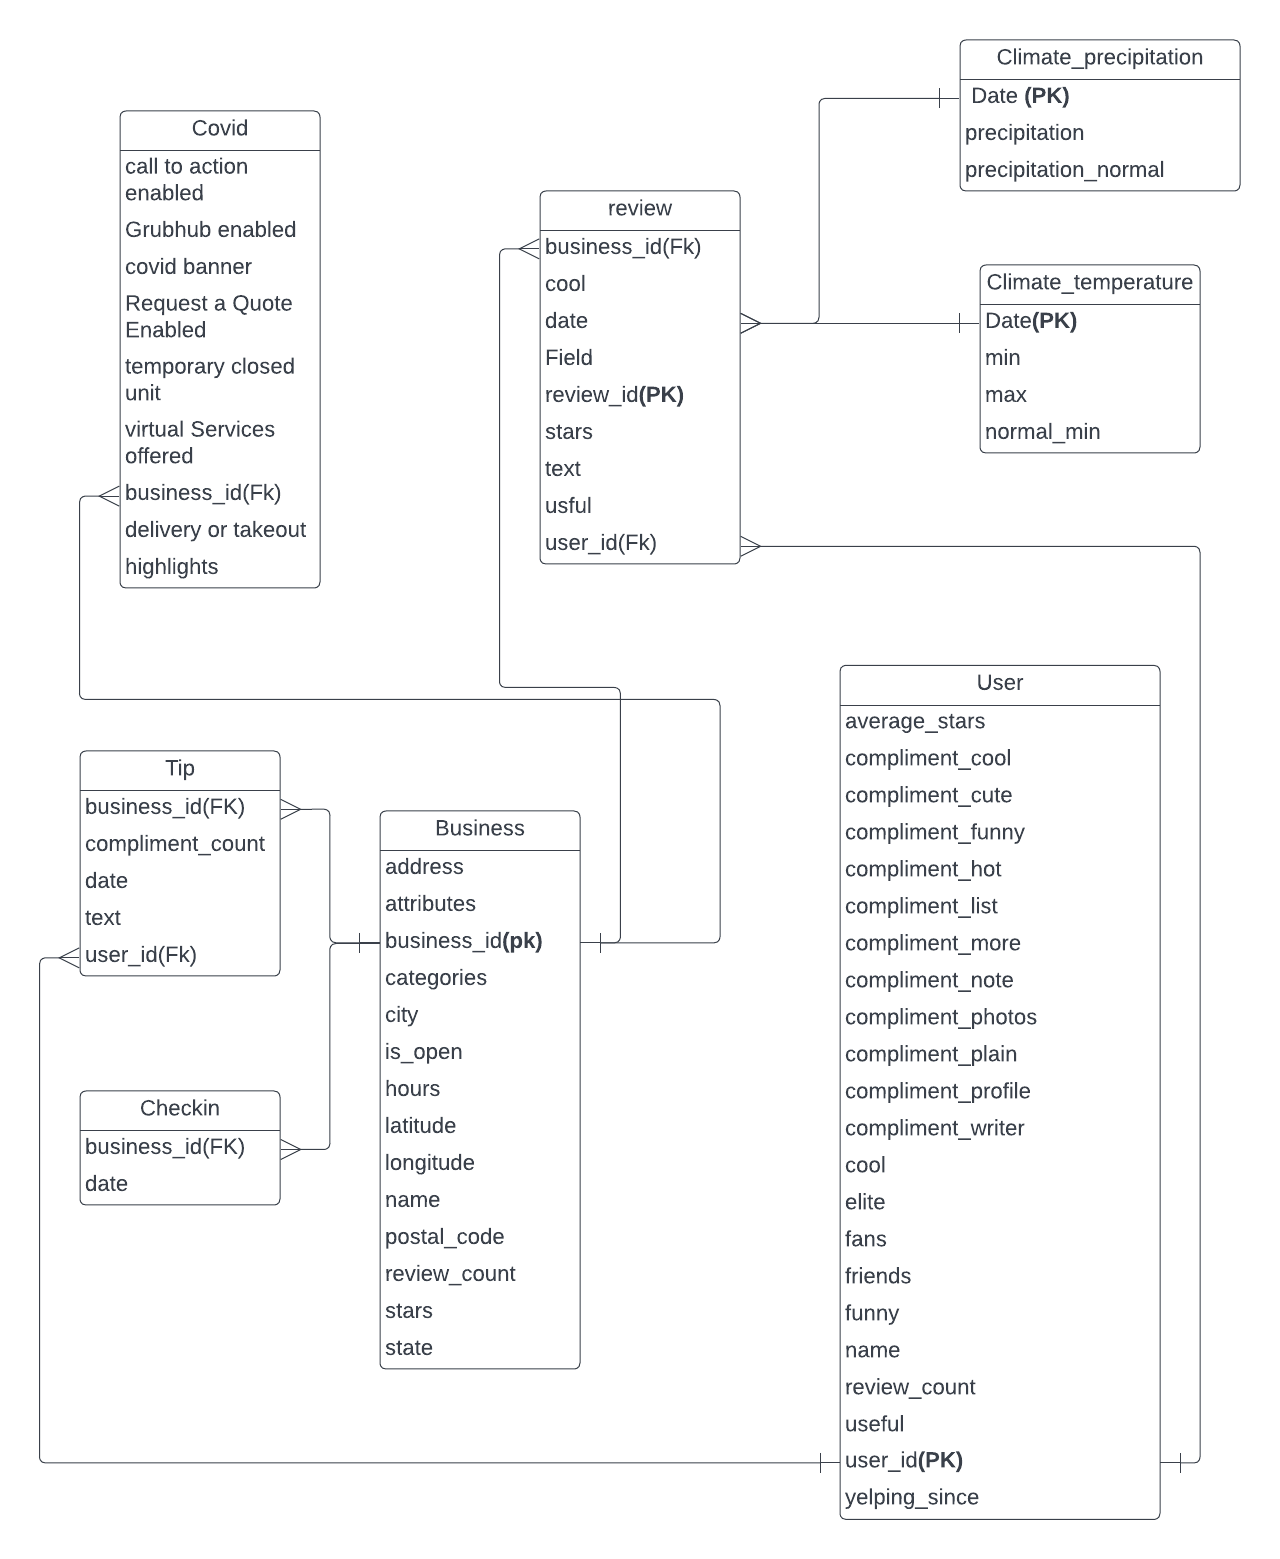 Climate_precipitation
Date (PK)
precipitation
precipitation_normal
Covid
call to action
enabled
Grubhub enabled
covid banner
Request a Quote
Enabled
temporary closed
unit
virtual Services
offered
business_id(Fk)
delivery or takeout
highlights
review
business_id(Fk)
cool
date
Field
review_id(PK)
stars
text
usful
user_id(Fk)
Climate_temperature
Date(PK)
min
max
normal_min
Tip
business_id(FK)
compliment_count
date
text
user_id(Fk)
Checkin
business_id(FK)
date
Business
address
attributes
business_id(pk)
categories
city
is_open
hours
latitude
longitude
name
postal_code
review_count
stars
state
User
average_stars
compliment_cool
compliment_cute
compliment_funny
compliment_hot
compliment_list
compliment_more
compliment_note
compliment_photos
compliment_plain
compliment_profile
compliment_writer
cool
elite
fans
friends
funny
name
review_count
useful
user_id(PK)
yelping_since